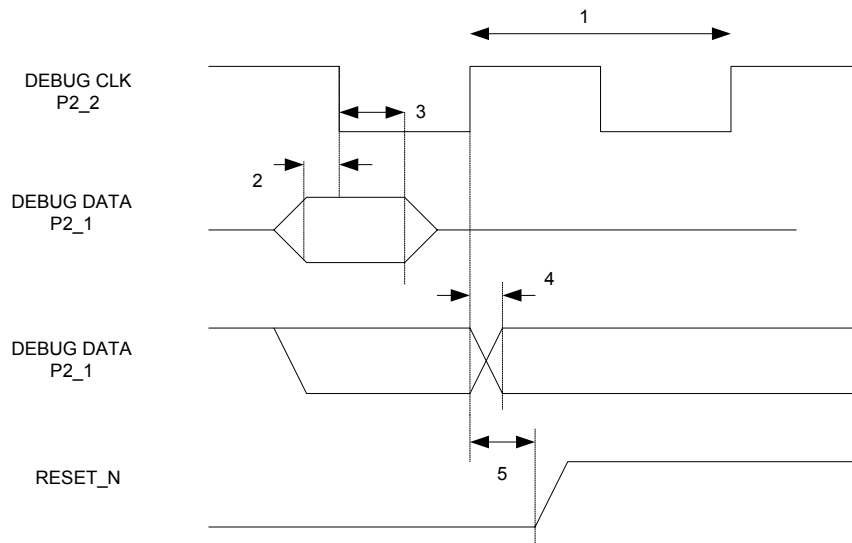 1
DEBUG CLK
P2_2
3
2
DEBUG DATA
P2_1
4
DEBUG DATA
P2_1
5
RESET_N